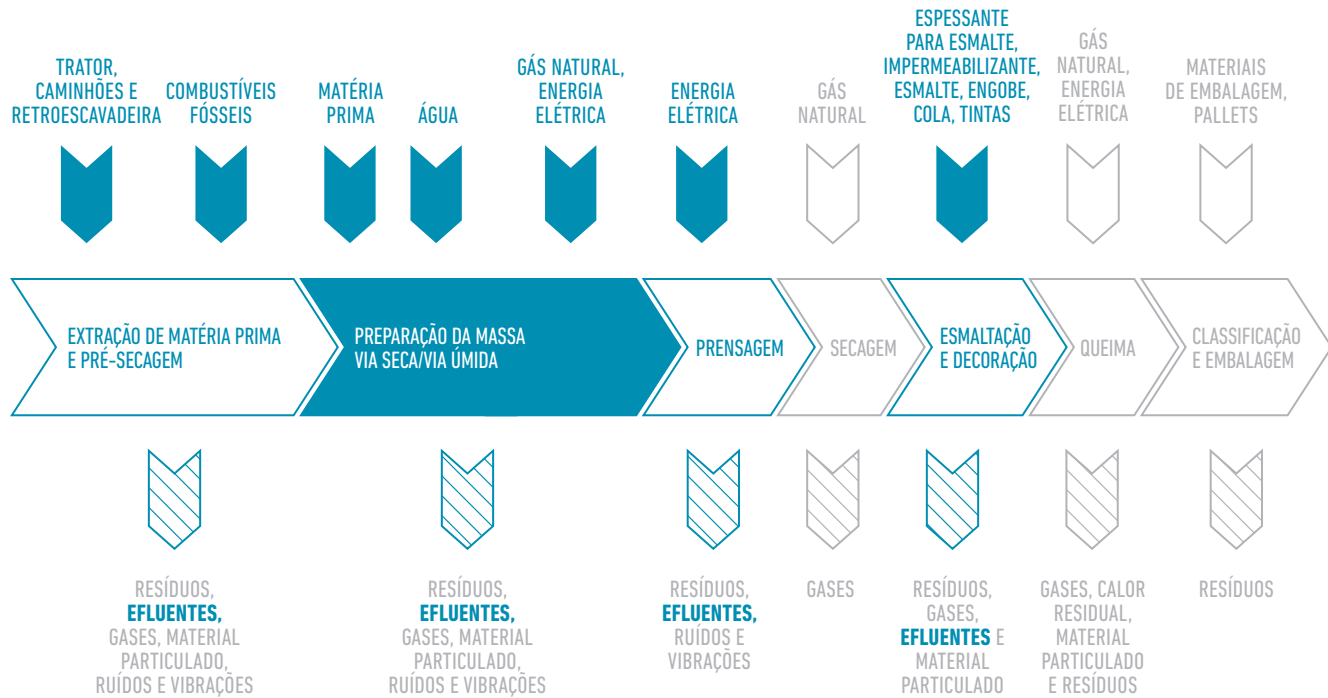 TRATOR,
CAMINHÕES E
RETROESCAVADEIRA
COMBUSTÍVEIS
FÓSSEIS
MATÉRIA
PRIMA
ÁGUA
GÁS NATURAL,
ENERGIA
ELÉTRICA
ENERGIA
ELÉTRICA
GÁS
NATURAL
ESPESSANTE
PARA ESMALTE,
IMPERMEABILIZANTE,
ESMALTE, ENGOBE,
COLA, TINTAS
GÁS
NATURAL,
ENERGIA
ELÉTRICA
MATERIAIS
DE EMBALAGEM,
PALLETS
EXTRAÇÃO DE MATÉRIA PRIMA
E PRÉ-SECAGEM
PREPARAÇÃO DA MASSA
VIA SECA/VIA ÚMIDA
PRENSAGEM
SECAGEM
ESMALTAÇÃO
E DECORAÇÃO
QUEIMA
CLASSIFICAÇÃO
E EMBALAGEM
RESÍDUOS,
EFLUENTES,
GASES, MATERIAL
PARTICULADO,
RUÍDOS E VIBRAÇÕES
RESÍDUOS,
EFLUENTES,
GASES, MATERIAL
PARTICULADO,
RUÍDOS E VIBRAÇÕES
RESÍDUOS,
EFLUENTES,
RUÍDOS E
VIBRAÇÕES
GASES
RESÍDUOS,
GASES,
EFLUENTES E
MATERIAL
PARTICULADO
GASES, CALOR
RESIDUAL,
MATERIAL
PARTICULADO
E RESÍDUOS
RESÍDUOS